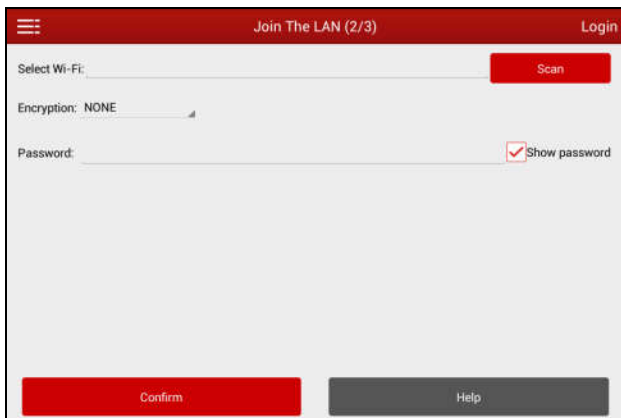 Join The LAN (2/3) Login
Select Wi-Fi: Scan
Encryption: NONE
Password: Show password
Confirm Help